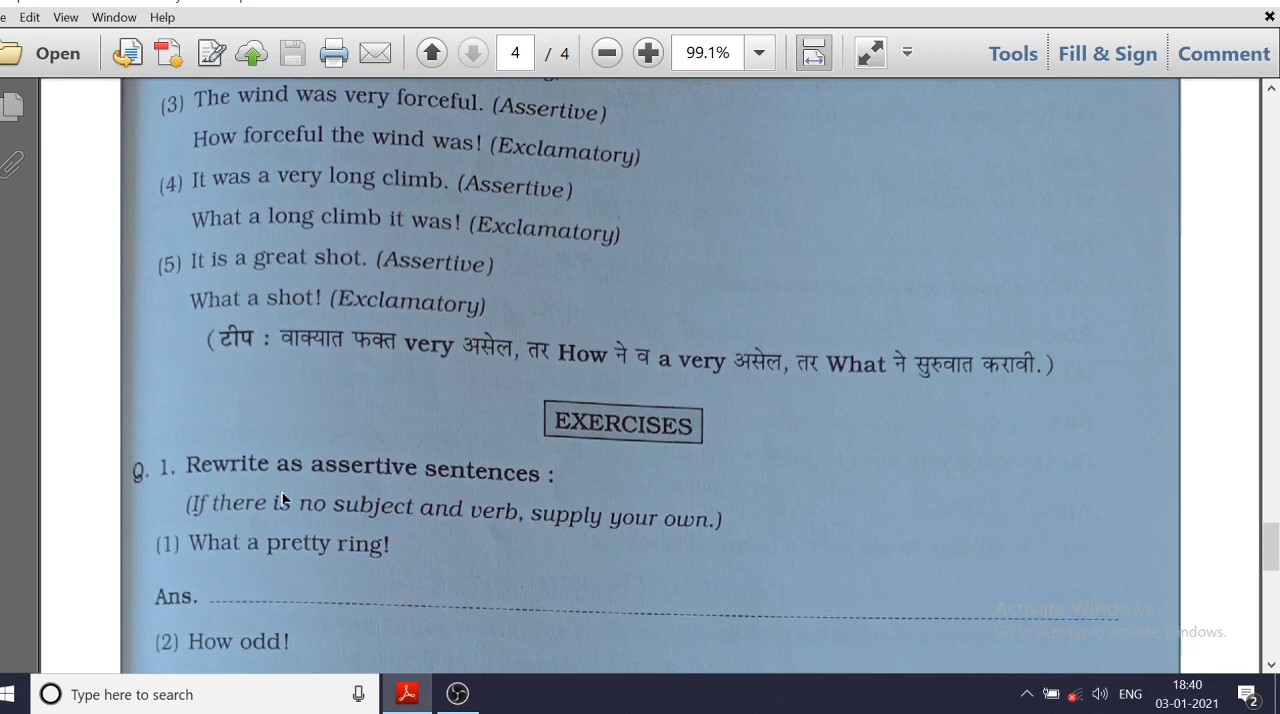 e Edit View Window Help
Open 4 / 4 99.1% Tools Fill & Sign Comment
(3) The wind was very forceful. (Assertive)
How forceful the wind was! (Exclamatory)
(4) It was a very long climb. (Assertive)
What a long climb it was! (Exclamatory)
(5) It is a great shot. (Assertive)
What a shot! (Exclamatory)
( टीप : वाक्यात फक्त very असेल, तर How ने व a very असेल, तर What ने सुरुवात करावी.)
EXERCISES
Q. 1. Rewrite as assertive sentences :
(If there is no subject and verb, supply your own.)
(1) What a pretty ring!
Ans.
Activate Windows
(2) How odd!
Type here to search
ENG
18:40
03-01-2021
2